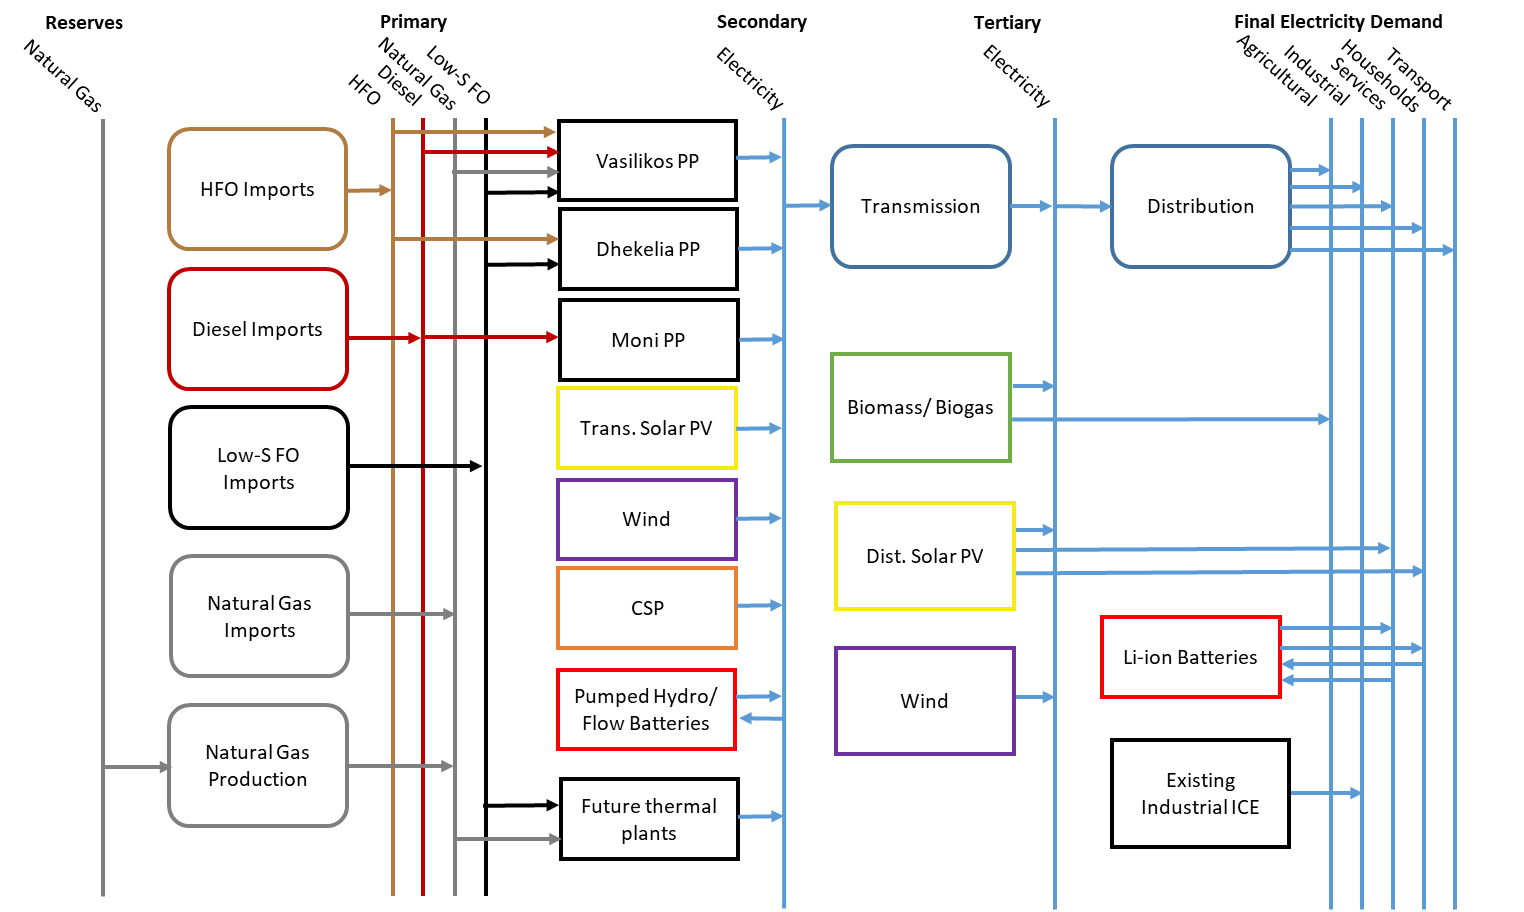 Reserves
Primary
Secondary
Tertiary
Final Electricity Demand
Natural Gas
HFO
Diesel
Natural Gas
Low-S FO
Electricity
Electricity
Agricultural
Industrial
Services
Households
Transport
HFO Imports
Diesel Imports
Low-S FO
Imports
Natural Gas
Imports
Natural Gas
Production
Vasilikos PP
Dhekelia PP
Moni PP
Trans. Solar PV
Wind
CSP
Pumped Hydro/
Flow Batteries
Future thermal
plants
Transmission
Biomass/ Biogas
Dist. Solar PV
Wind
Distribution
Li-ion Batteries
Existing
Industrial ICE